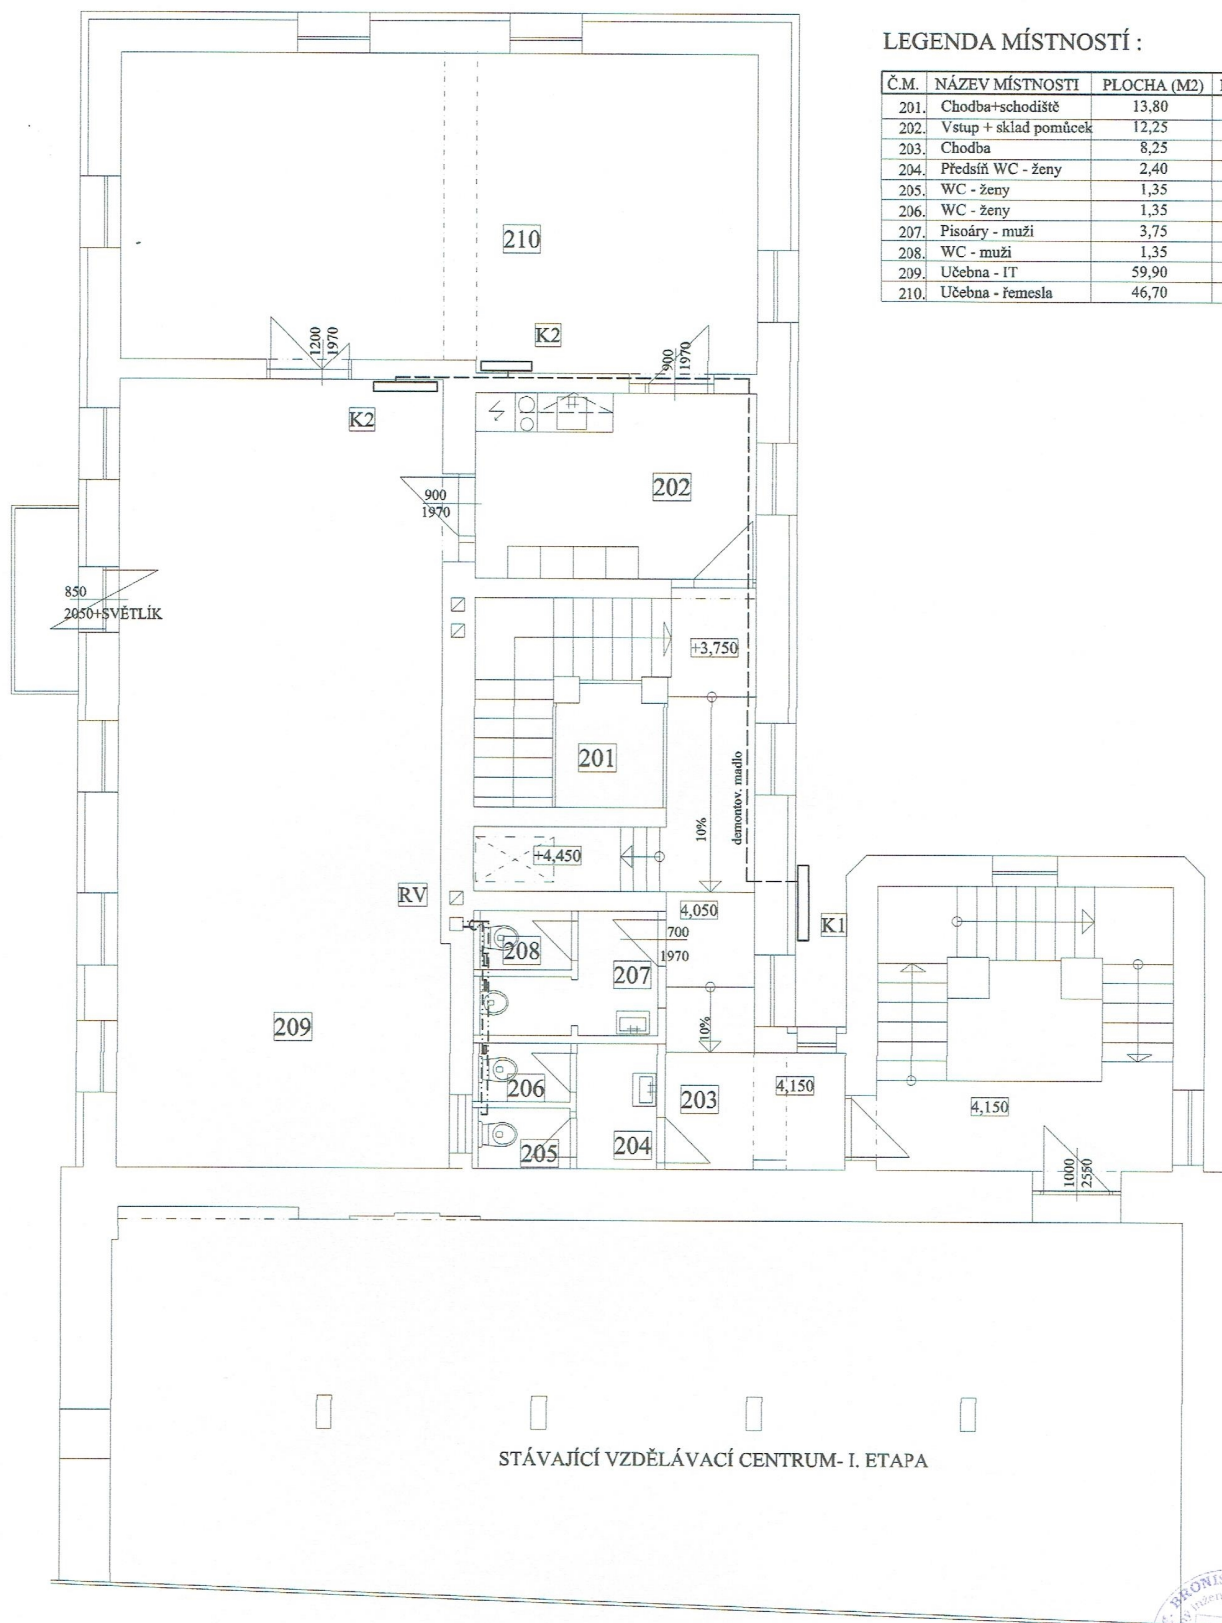 LEGENDA MÍSTNOSTÍ :
Č.M. NÁZEV MÍSTNOSTI PLOCHA (M2)
201. Chodba+schodiště 13,80
202. Vstup + sklad pomůcek 12,25
203. Chodba 8,25
204. Předsíň WC - ženy 2,40
205. WC - ženy 1,35
206. WC - ženy 1,35
207. Pisoáry - muži 3,75
208. WC - muži 1,35
209. Učebna - IT 59,90
210. Učebna - řemesla 46,70
210
1200
1970
K2
900
1970
K2
202
900
1970
850
2050+SVĚTLÍK
+3,750
201
demontov. madlo
10%
+4,450
RV
4,050
K1
208
700
1970
207
209
10%
206
203
4,150
4,150
205
204
1000
2550
STÁVAJÍCÍ VZDĚLÁVACÍ CENTRUM- I. ETAPA